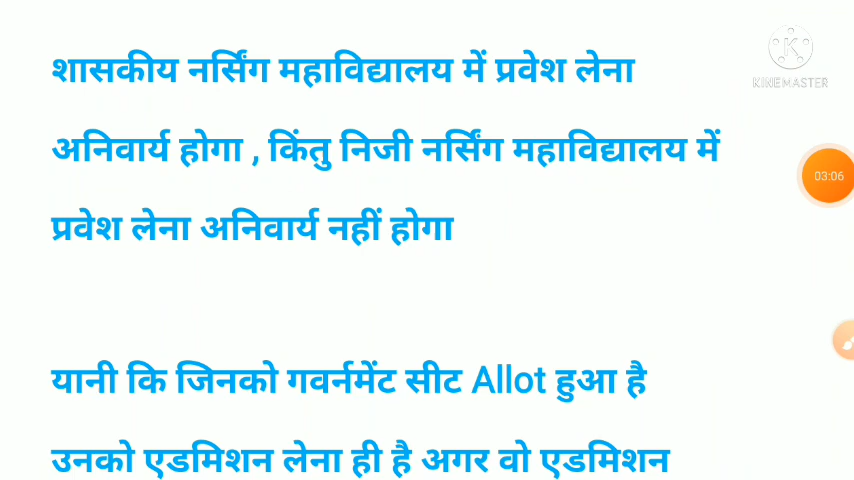 शासकीय नर्सिंग महाविद्यालय में प्रवेश लेना
अनिवार्य होगा , किंतु निजी नर्सिंग महाविद्यालय में
प्रवेश लेना अनिवार्य नहीं होगा
यानी कि जिनको गवर्नमेंट सीट Allot हुआ है
उनको एडमिशन लेना ही है अगर वो एडमिशन
K
KINEMASTER
03:06